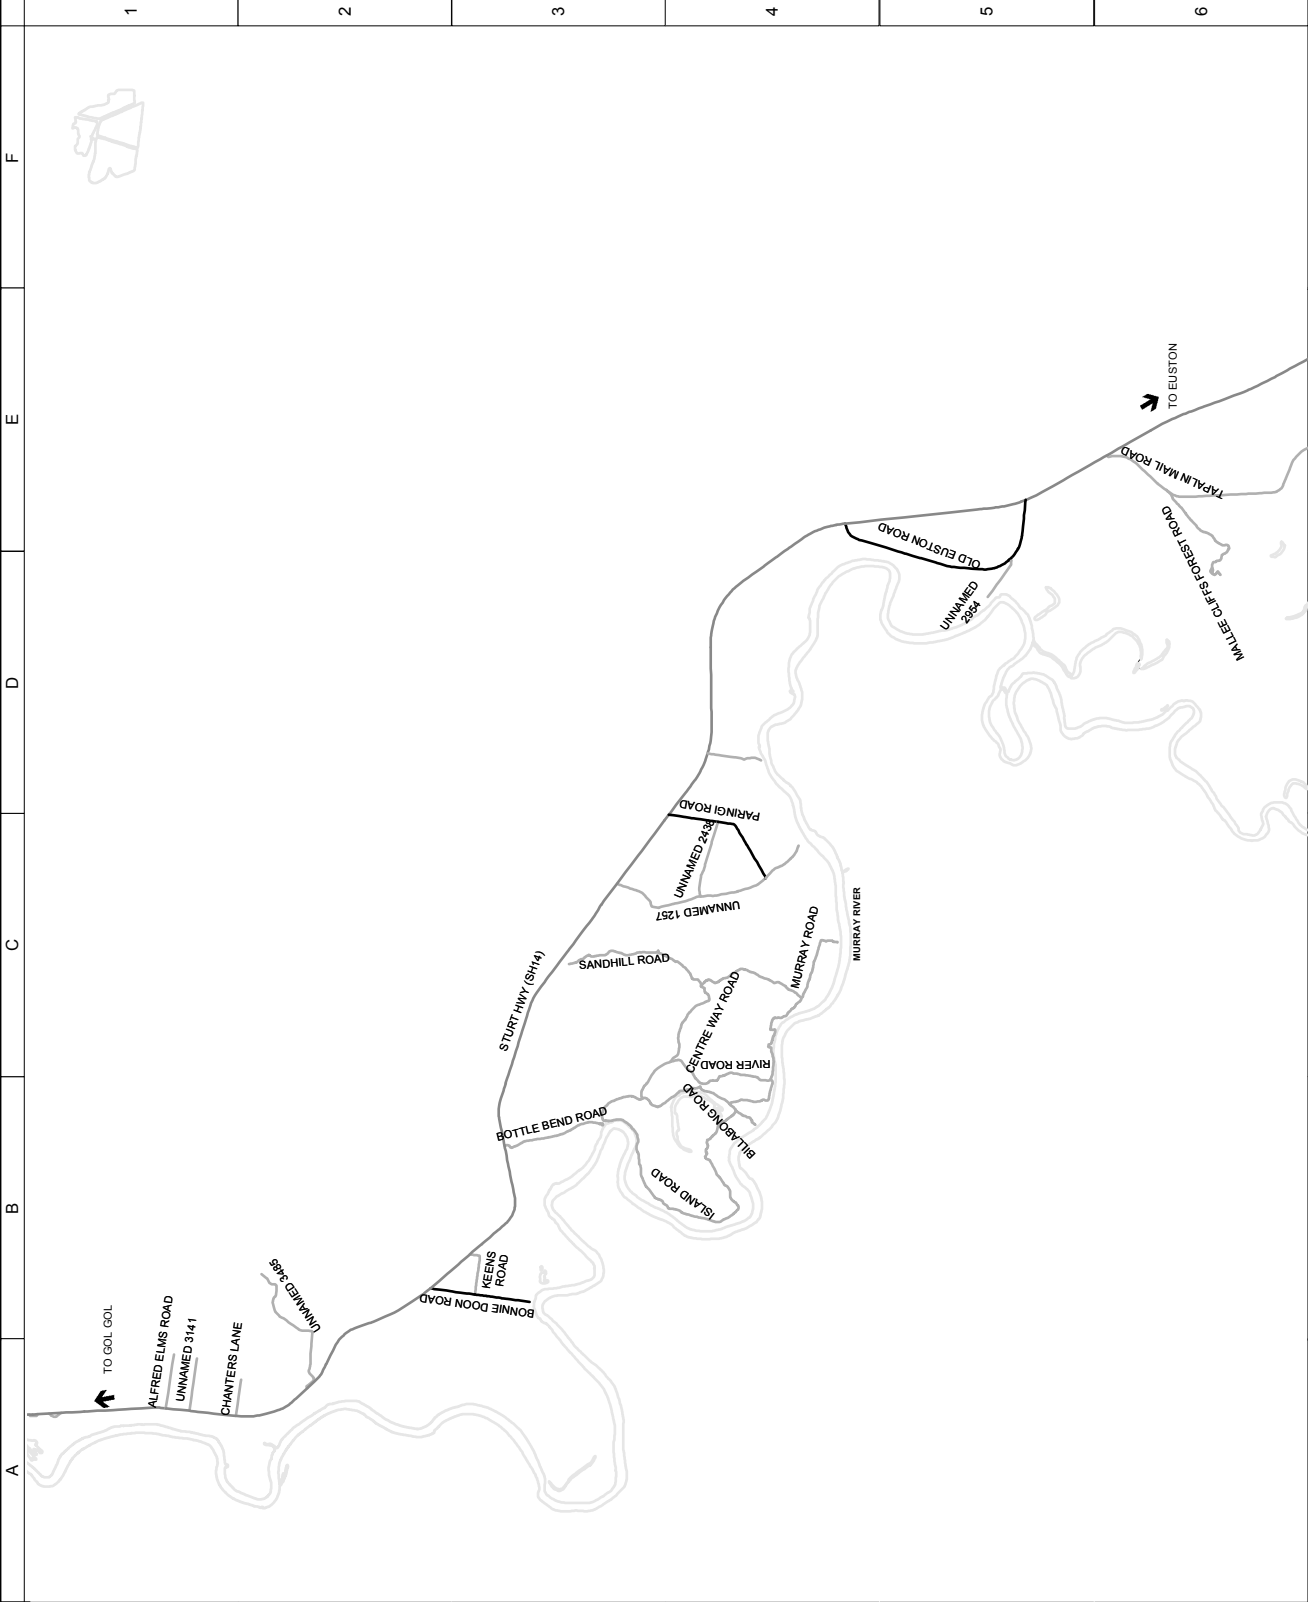 1
2
3
4
5
6
F
E
D
C
B
A
TO GOL GOL
ALFRED ELMS ROAD
UNNAMED 3141
CHANTERS LANE
UNNAMED 3485
BONNIE DOON ROAD
KEENS
ROAD
BOTTLE BEND ROAD
STURT HWY (SH14)
SANDHILL ROAD
ISLAND ROAD
BILLABONG ROAD
RIVER ROAD
CENTRE WAY ROAD
MURRAY ROAD
MURRAY RIVER
UNNAMED 1257
UNNAMED 2438
PARINGI ROAD
OLD EUSTON ROAD
UNNAMED
2954
TO EUSTON
TAPALIN MAIL ROAD
MALLEE CLIFFS FOREST ROAD